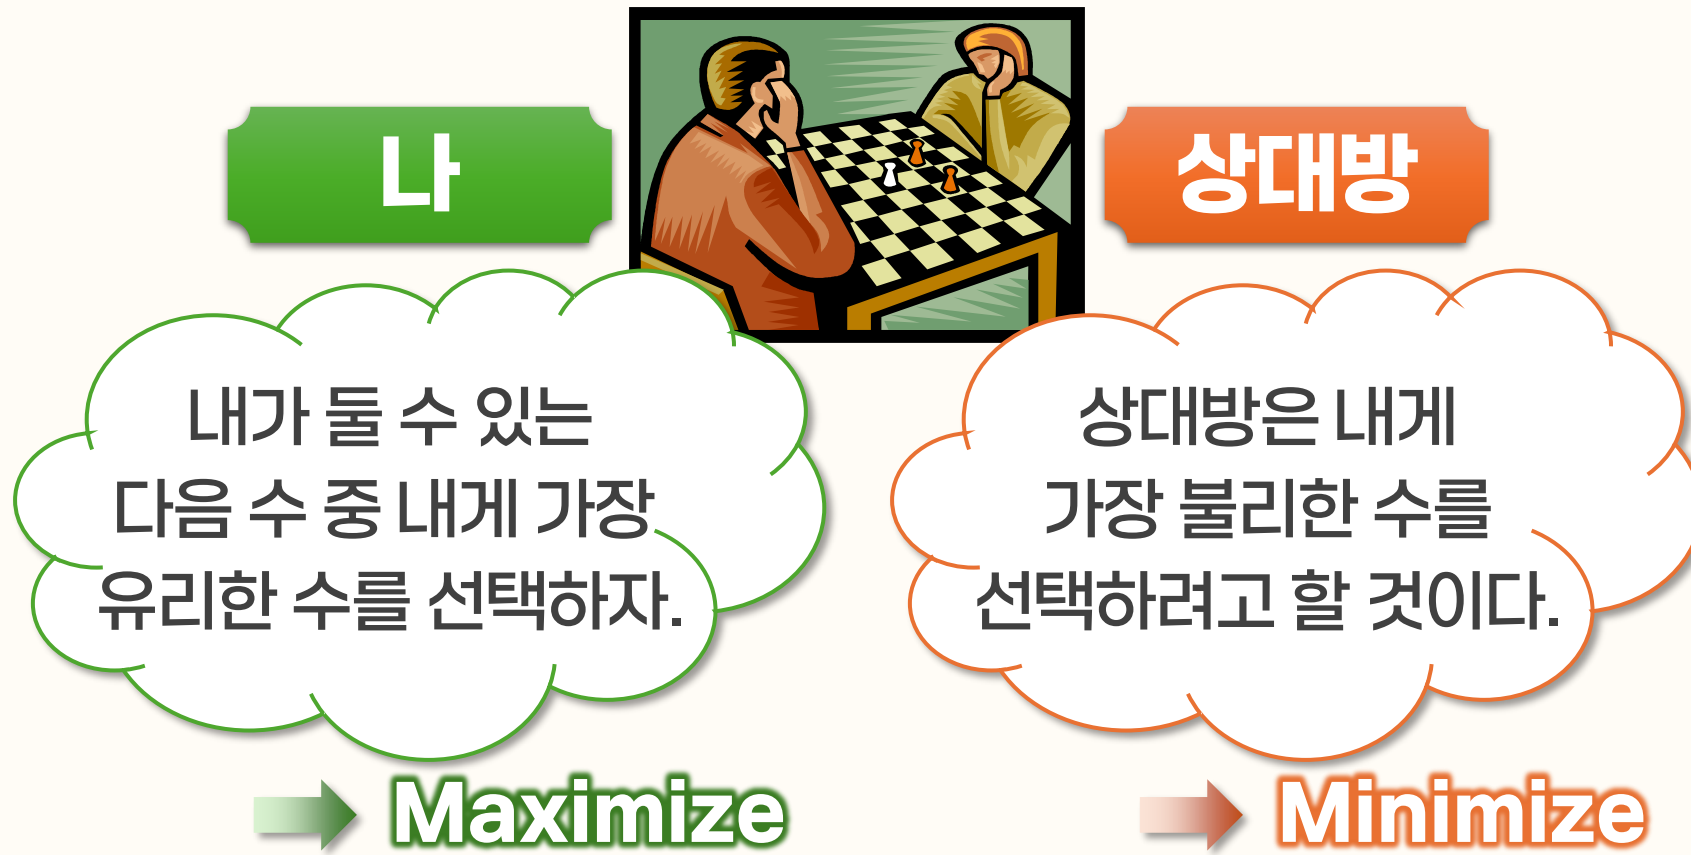 나
상대방
내가 둘 수 있는
다음 수 중 내게 가장
유리한 수를 선택하자.
상대방은 내게
가장 불리한 수를
선택하려고 할 것이다.
Maximize
Minimize